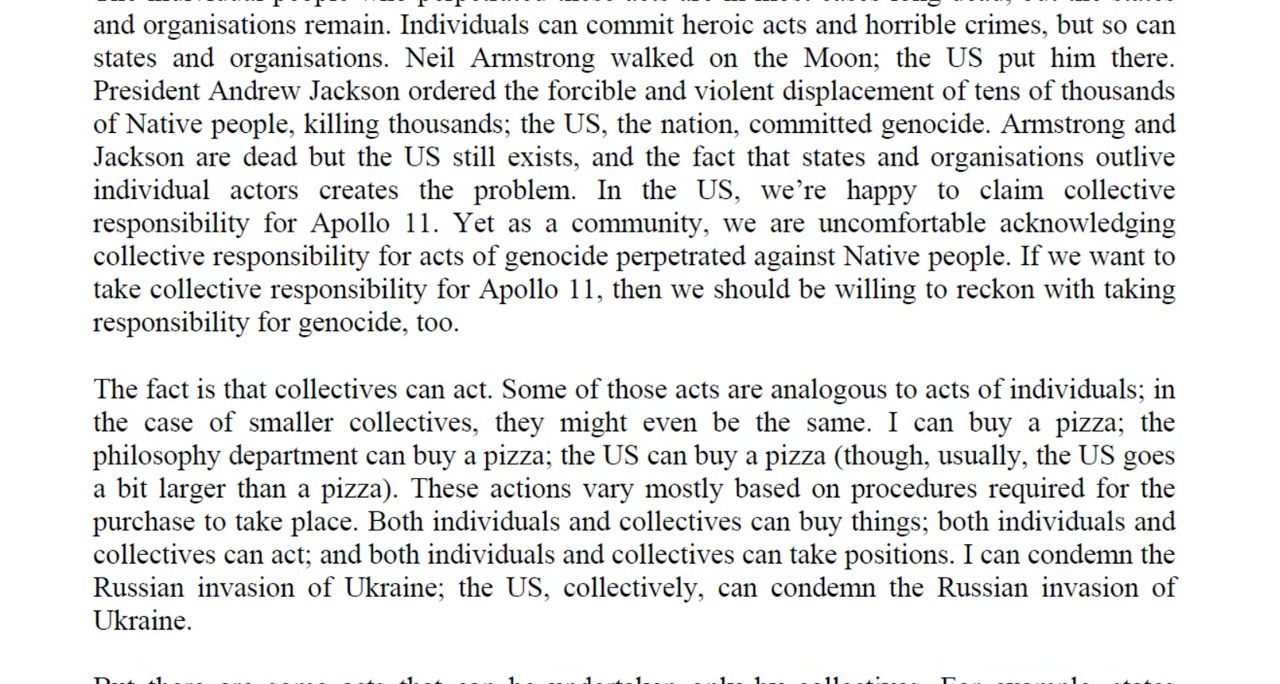 and organisations remain. Individuals can commit heroic acts and horrible crimes, but so can
states and organisations. Neil Armstrong walked on the Moon; the US put him there.
President Andrew Jackson ordered the forcible and violent displacement of tens of thousands
of Native people, killing thousands; the US, the nation, committed genocide. Armstrong and
Jackson are dead but the US still exists, and the fact that states and organisations outlive
individual actors creates the problem. In the US, we’re happy to claim collective
responsibility for Apollo 11. Yet as a community, we are uncomfortable acknowledging
collective responsibility for acts of genocide perpetrated against Native people. If we want to
take collective responsibility for Apollo 11, then we should be willing to reckon with taking
responsibility for genocide, too.
The fact is that collectives can act. Some of those acts are analogous to acts of individuals; in
the case of smaller collectives, they might even be the same. I can buy a pizza; the
philosophy department can buy a pizza; the US can buy a pizza (though, usually, the US goes
a bit larger than a pizza). These actions vary mostly based on procedures required for the
purchase to take place. Both individuals and collectives can buy things; both individuals and
collectives can act; and both individuals and collectives can take positions. I can condemn the
Russian invasion of Ukraine; the US, collectively, can condemn the Russian invasion of
Ukraine.